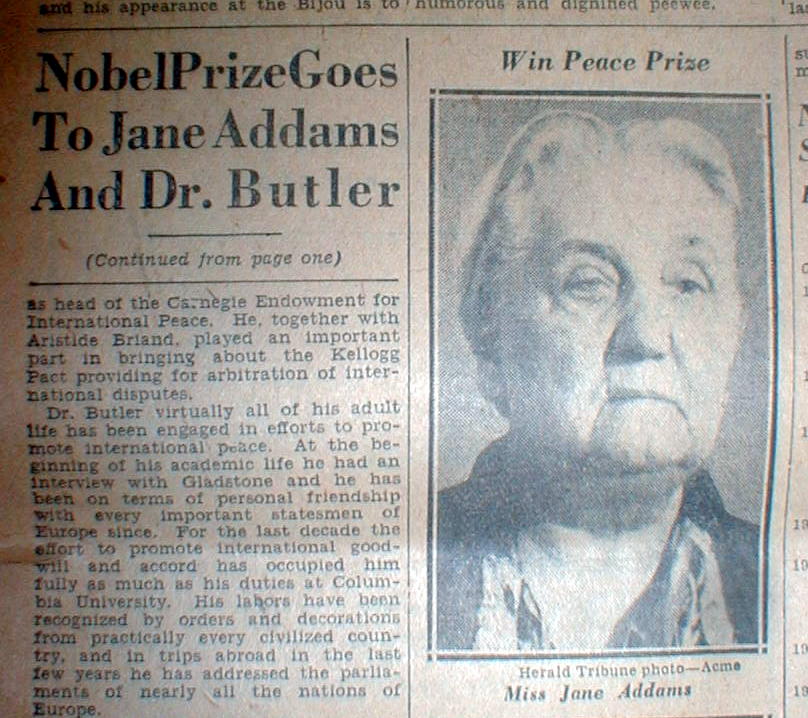 and his appearance at the Bijou is to
humorous and dignified peewee.
NobelPrizeGoes
To Jane Addams
And Dr. Butler
(Continued from page one)
as head of the Carnegie Endowment for
International Peace. He, together with
Aristide Briand, played an important
part in bringing about the Kellogg
Pact providing for arbitration of inter-
national disputes.
Dr. Butler virtually all of his adult
life has been engaged in efforts to pro-
mote international peace. At the be-
ginning of his academic life he had an
interview with Gladstone and he has
been on terms of personal friendship
with every important statesmen of
Europe since. For the last decade the
effort to promote international good-
will and accord has occupied him
fully as much as his duties at Colum-
bia University. His labors have been
recognized by orders and decorations
from practically every civilized coun-
try, and in trips abroad in the last
few years he has addressed the parlia-
ments of nearly all the nations of
Europe.
Win Peace Prize
Herald Tribune photo—Acme
Miss Jane Addams
19
19
19
19